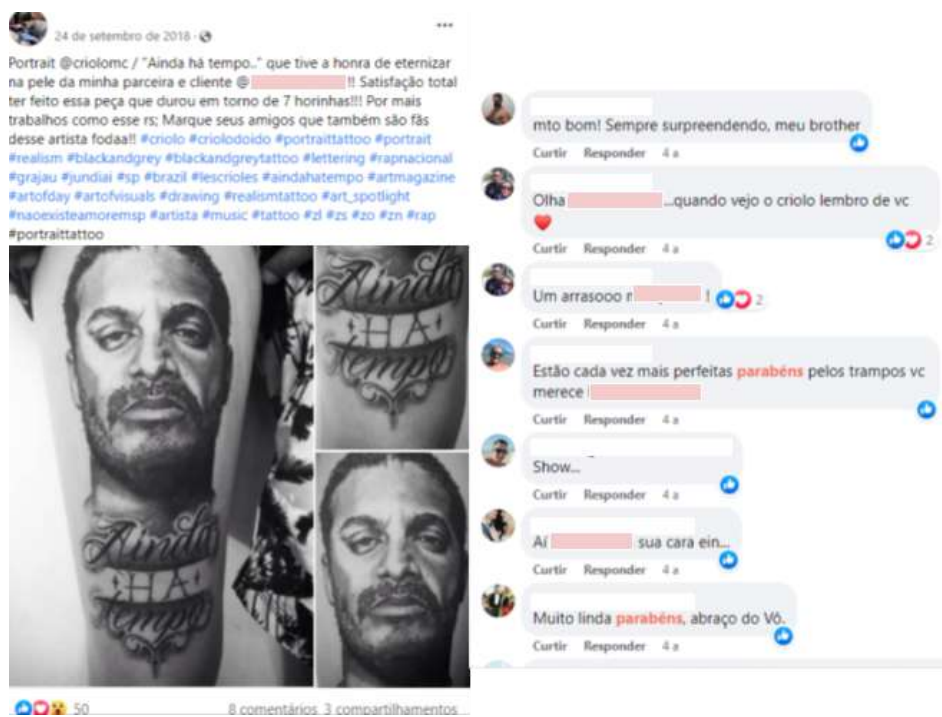 24 de setembro de 2018 ·
Portrait @criolomc / "Ainda há tempo.." que tive a honra de eternizar
na pele da minha parceira e cliente @ !! Satisfação total
ter feito essa peça que durou em torno de 7 horinhas!!! Por mais
trabalhos como esse rs; Marque seus amigos que também são fãs
desse artista fodaa!! #criolo #criolodoido #portraittattoo #portrait
#realism #blackandgrey #blackandgreytattoo #lettering #rapnacional
#grajau #jundiai #sp #brazil #lescrioles #aindahatempo #artmagazine
#artofday #artofvisuals #drawing #realismtattoo #art_spotlight
#naoexisteamoremsp #artista #music #tattoo #zl #zs #zo #zn #rap
#portraittattoo
Ainda
HÁ
tempo
Ainda
HÁ
tempo
50
8 comentários 3 compartilhamentos
mto bom! Sempre surpreendendo, meu brother
Curtir Responder 4 a
Olha ...quando vejo o criolo lembro de vc
Curtir Responder 4 a
2
Um arrasooo !
2
Curtir Responder 4 a
Estão cada vez mais perfeitas parabéns pelos trampos vc
merece
Curtir Responder 4 a
Show...
Curtir Responder 4 a
Aí sua cara ein...
Curtir Responder 4 a
Muito linda parabéns, abraço do Vô.
Curtir Responder 4 a